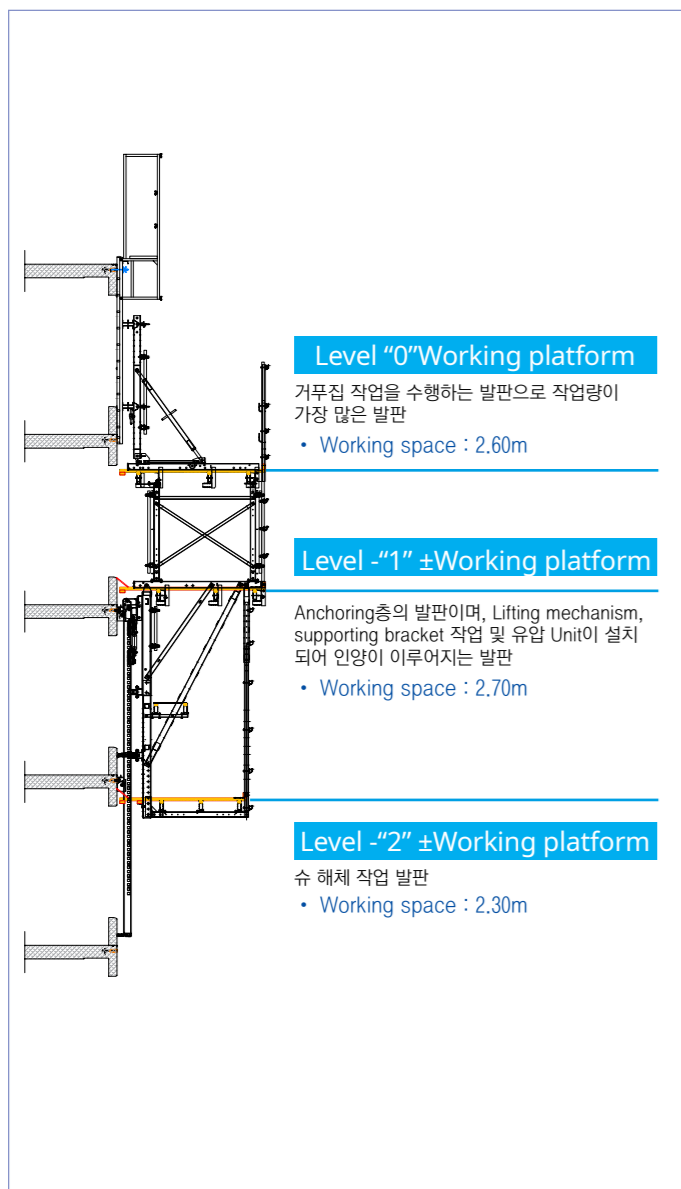 Level “0”Working platform
거푸집 작업을 수행하는 발판으로 작업량이
가장 많은 발판
• Working space : 2.60m
Level -“1” ±Working platform
Anchoring층의 발판이며, Lifting mechanism,
supporting bracket 작업 및 유압 Unit이 설치
되어 인양이 이루어지는 발판
• Working space : 2.70m
Level -“2” ±Working platform
슈 해체 작업 발판
• Working space : 2.30m